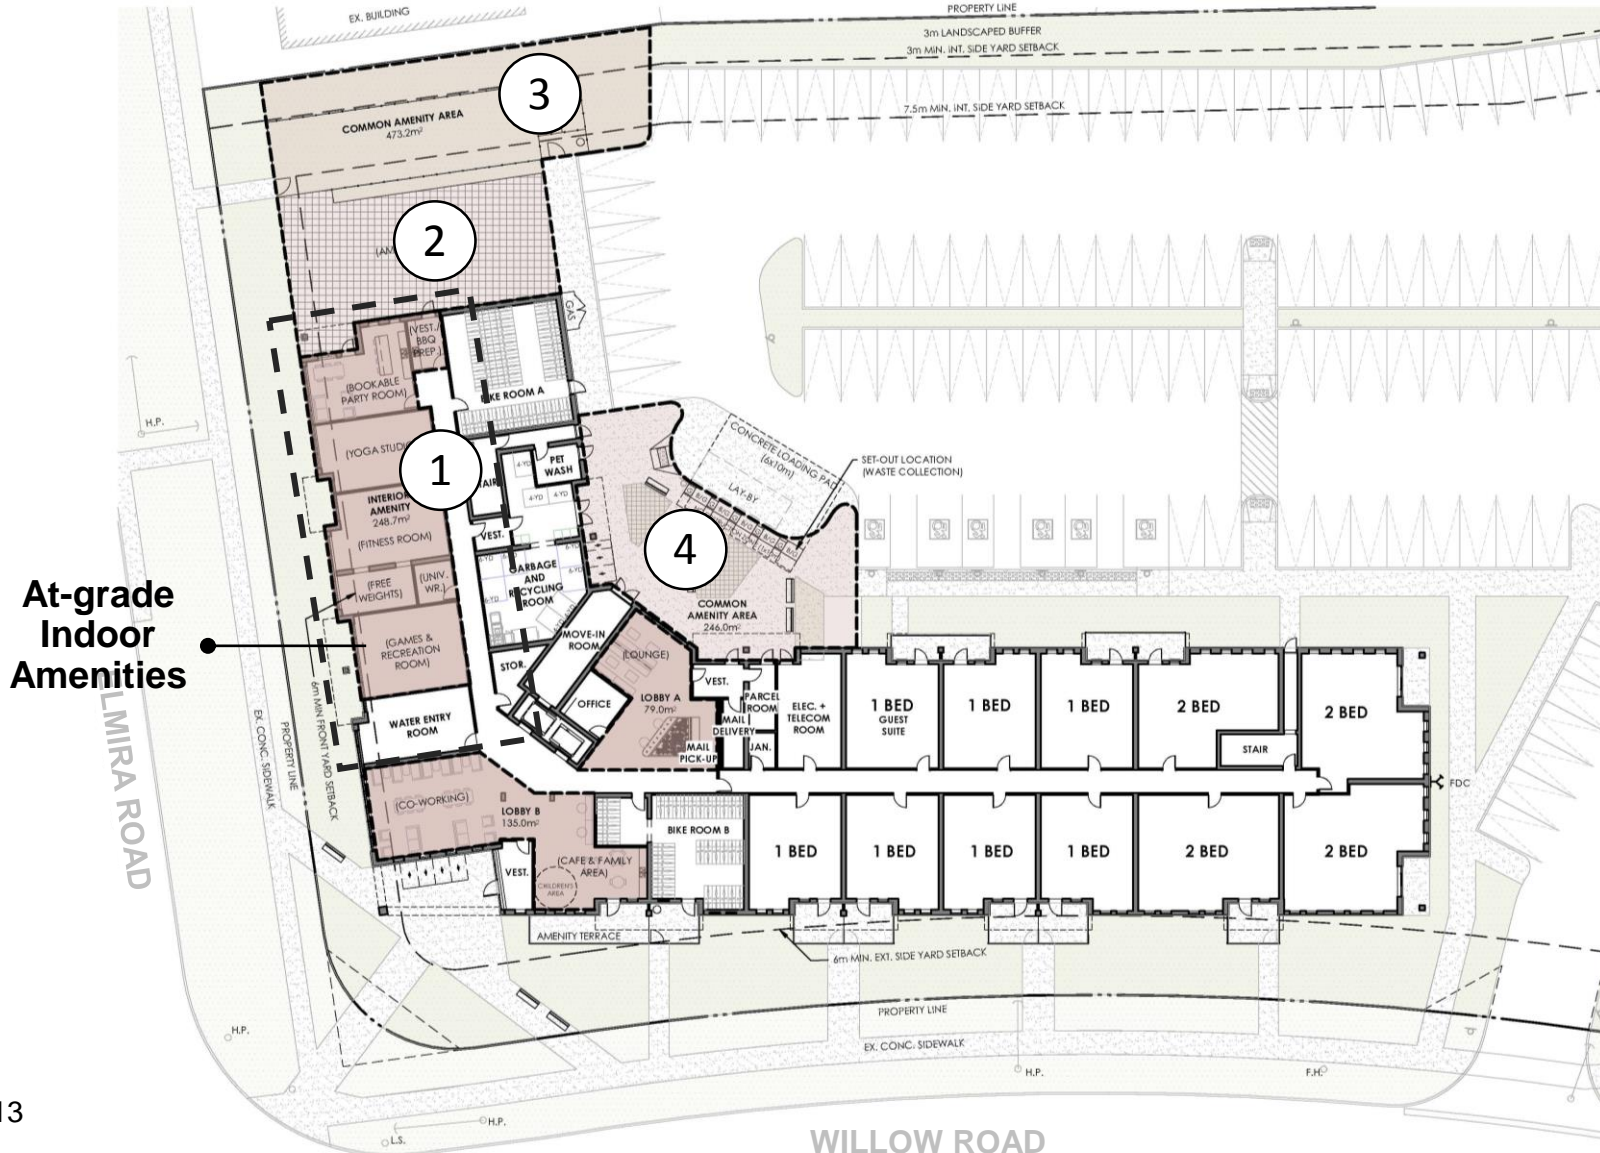 EX. BUILDING
PROPERTY LINE
3m LANDSCAPED BUFFER
3m MIN. INT. SIDE YARD SETBACK
7.5m MIN. INT. SIDE YARD SETBACK
3
COMMON AMENITY AREA
473.2m²
2
GAS
(VEST./
BBQ
PREP.)
(BOOKABLE
PARTY ROOM)
BIKE ROOM A
H.P.
(YOGA STUDIO
1
PET
WASH
4-YD
4-YD
4-YD
CONCRETE LOADING PAD
(6x10m)
LAY-BY
SET-OUT LOCATION
(WASTE COLLECTION)
INTERIOR
AMENITY
248.7m²
(FITNESS ROOM)
VEST.
4
(FREE
WEIGHTS)
(UNIV.
WR.)
GARBAGE
AND
RECYCLING
ROOM
COMMON
AMENITY AREA
246.0m²
At-grade
Indoor
Amenities
(GAMES &
RECREATION
ROOM)
MOVE-IN
ROOM
(LOUNGE)
STOR.
VEST.
OFFICE
LOBBY A
79.0m²
PARCEL
ROOM
MAIL
DELIVERY
JAN.
MAIL
PICK-UP
ELEC. +
TELECOM
ROOM
1 BED
GUEST
SUITE
1 BED
1 BED
2 BED
2 BED
STAIR
WATER ENTRY
ROOM
ELMIRA ROAD
EX. CONC. SIDEWALK
PROPERTY LINE
6m MIN FRONT YARD SETBACK
FDC
(CO-WORKING)
LOBBY B
135.0m²
BIKE ROOM B
1 BED
1 BED
1 BED
1 BED
2 BED
2 BED
VEST.
(CAFE & FAMILY
AREA)
CHILDREN'S
AREA
AMENITY TERRACE
6m MIN. EXT. SIDE YARD SETBACK
PROPERTY LINE
EX. CONC. SIDEWALK
H.P.
H.P.
F.H.
13
H.P.
L.S.
WILLOW ROAD